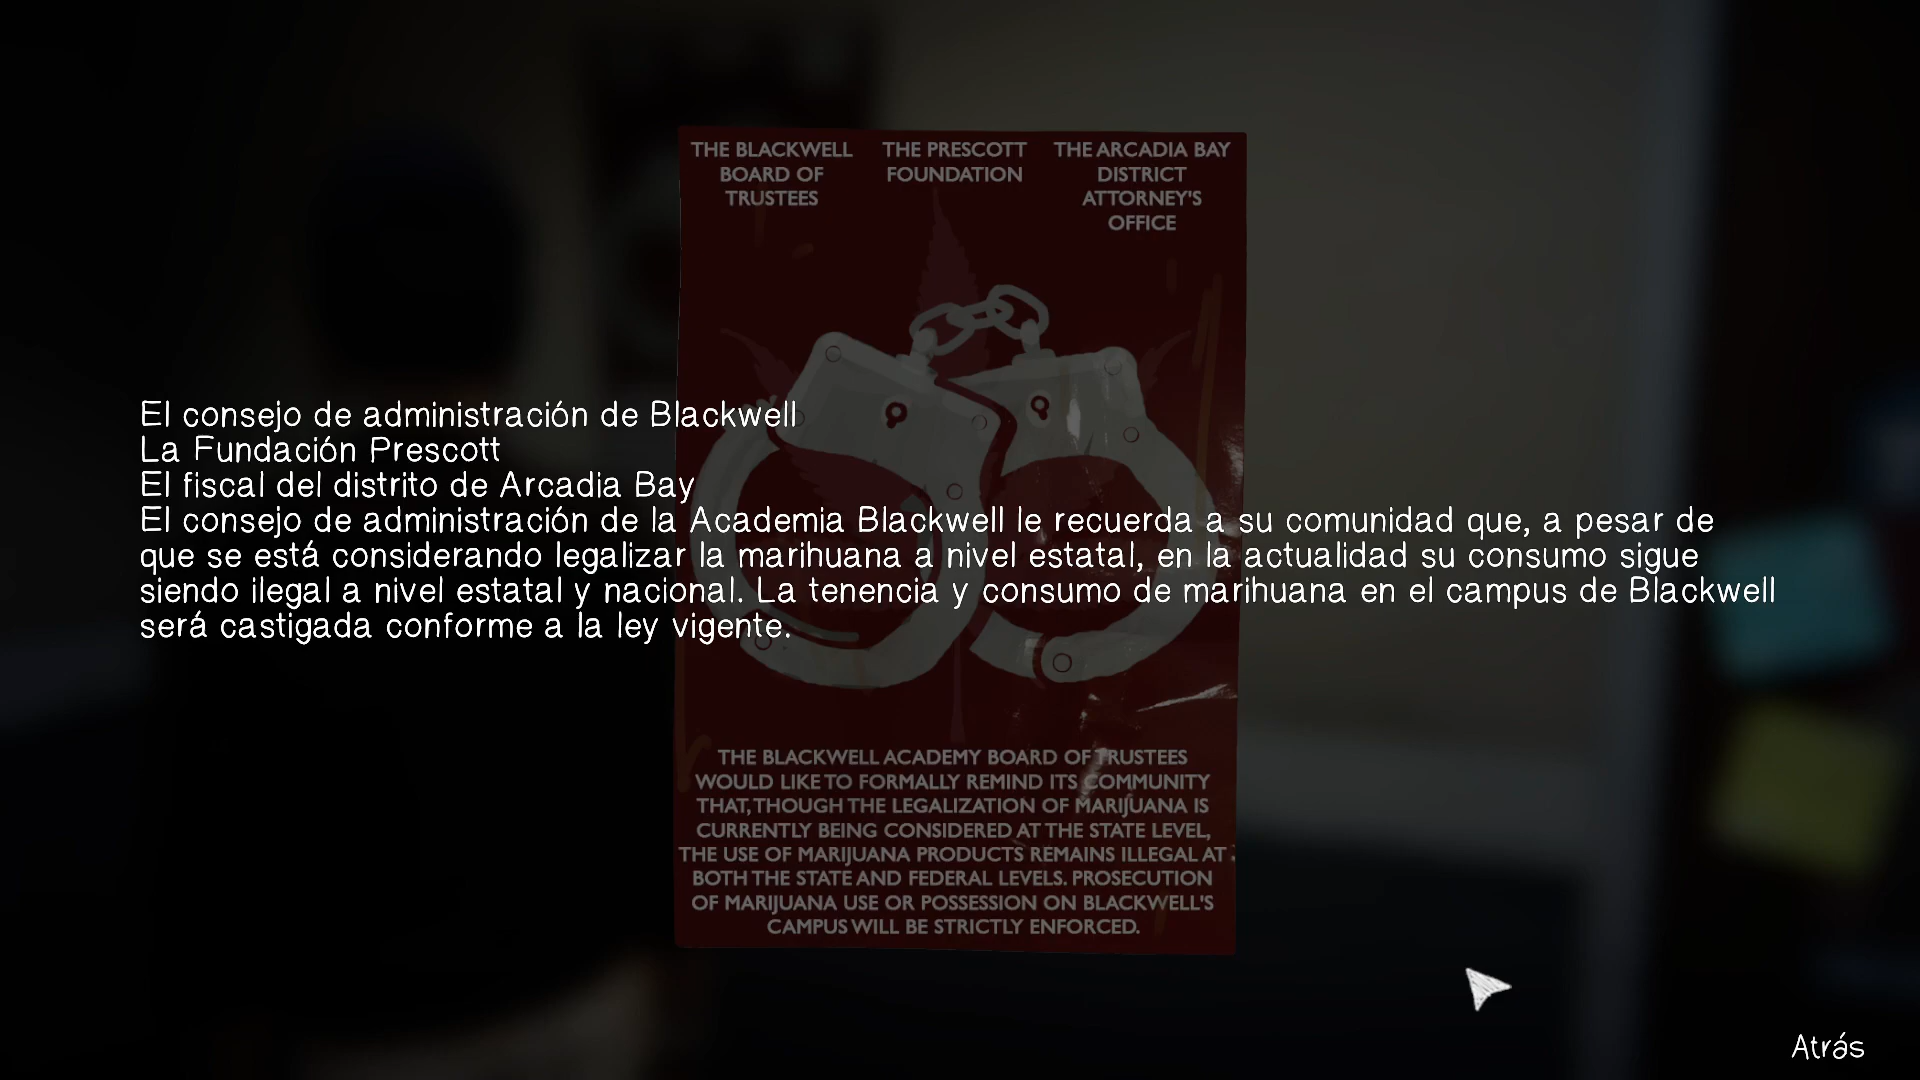 THE BLACKWELL
BOARD OF
TRUSTEES
THE PRESCOTT
FOUNDATION
THE ARCADIA BAY
DISTRICT
ATTORNEY'S
OFFICE
El consejo de administración de Blackwell
La Fundación Prescott
El fiscal del distrito de Arcadia Bay
El consejo de administración de la Academia Blackwell le recuerda a su comunidad que, a pesar de
que se está considerando legalizar la marihuana a nivel estatal, en la actualidad su consumo sigue
siendo ilegal a nivel estatal y nacional. La tenencia y consumo de marihuana en el campus de Blackwell
será castigada conforme a la ley vigente.
THE BLACKWELL ACADEMY BOARD OF TRUSTEES
WOULD LIKE TO FORMALLY REMIND ITS COMMUNITY
THAT, THOUGH THE LEGALIZATION OF MARIJUANA IS
CURRENTLY BEING CONSIDERED AT THE STATE LEVEL,
THE USE OF MARIJUANA PRODUCTS REMAINS ILLEGAL AT
BOTH THE STATE AND FEDERAL LEVELS. PROSECUTION
OF MARIJUANA USE OR POSSESSION ON BLACKWELL'S
CAMPUS WILL BE STRICTLY ENFORCED.
Atrás